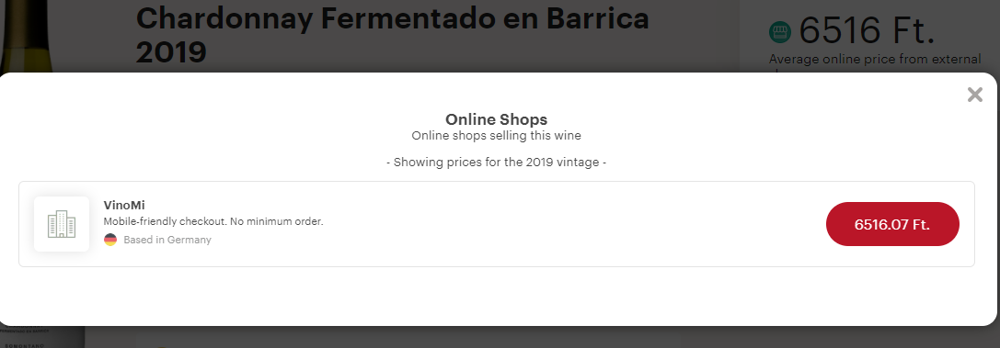 Chardonnay Fermentado en Barrica
2019
6516 Ft.
Average online price from external
Online Shops
Online shops selling this wine
- Showing prices for the 2019 vintage -
VinoMi
Mobile-friendly checkout. No minimum order.
Based in Germany
6516.07 Ft.
SOMONTANO